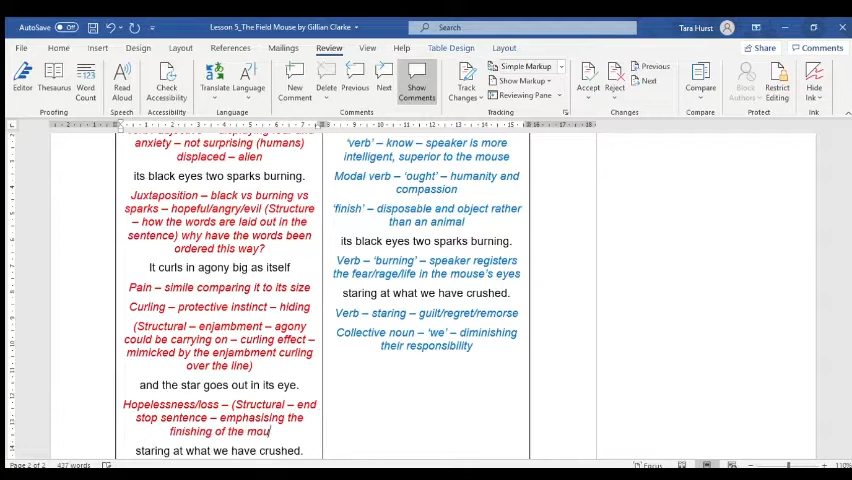 AutoSave Off Lesson 5_The Field Mouse by Gillian Clarke Search Tara Hurst
File Home Insert Draw Design Layout References Mailings Review View Help Table Design Layout Share Comments
Editor Thesaurus Word Count Read Aloud Check Accessibility Translate Language New Comment Delete Previous Next Show Comments Track Changes Simple Markup Show Markup Reviewing Pane Accept Reject Previous Next Compare Block Authors Restrict Editing Hide Ink
Proofing Speech Accessibility Language Comments Tracking Changes Compare Protect Ink
anxiety – not surprising (humans)
displaced – alien
its black eyes two sparks burning.
Juxtaposition – black vs burning vs
sparks – hopeful/angry/evil (Structure
– how the words are laid out in the
sentence) why have the words been
ordered this way?
It curls in agony big as itself
Pain – simile comparing it to its size
Curling – protective instinct – hiding
(Structural – enjambment – agony
could be carrying on – curling effect –
mimicked by the enjambment curling
over the line)
and the star goes out in its eye.
Hopelessness/loss – (Structural – end
stop sentence – emphasising the
finishing of the mou
staring at what we have crushed.
'verb' – know – speaker is more
intelligent, superior to the mouse
Modal verb – 'ought' – humanity and
compassion
'finish' – disposable and object rather
than an animal
its black eyes two sparks burning.
Verb – 'burning' – speaker registers
the fear/rage/life in the mouse's eyes
staring at what we have crushed.
Verb – staring – guilt/regret/remorse
Collective noun – 'we' – diminishing
their responsibility
Page 2 of 2 437 words Focus 110%